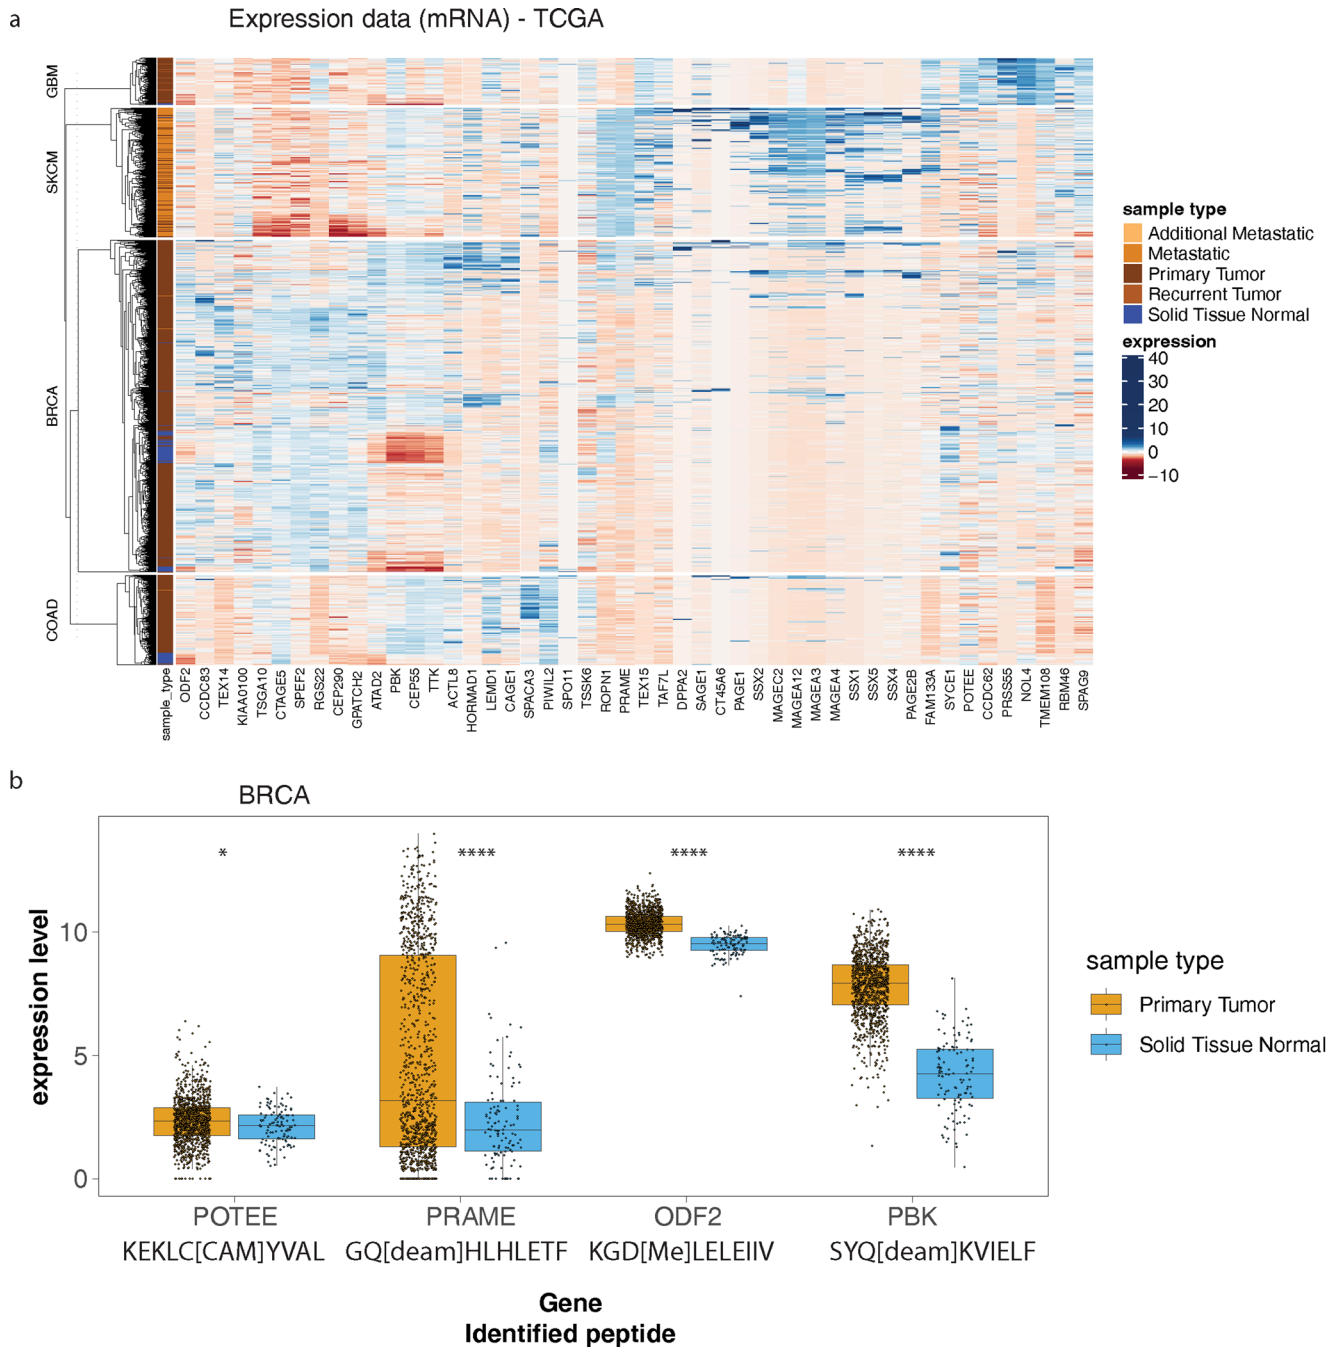 a
Expression data (mRNA) - TCGA
GBM
SKCM
BRCA
COAD
sample type
Additional Metastatic
Metastatic
Primary Tumor
Recurrent Tumor
Solid Tissue Normal
expression
40
30
20
10
0
−10
sample_type
ODF2
CCDC83
TEX14
KIAA0100
TSGA10
CTAGE5
SPEF2
RGS22
CEP290
GPATCH2
ATAD2
PBK
CEP55
TTK
ACTL8
HORMAD1
LEMD1
CAGE1
SPACA3
PIWIL2
SPO11
TSSK6
ROPN1
PRAME
TEX15
TAF7L
DPPA2
SAGE1
CT45A6
PAGE1
SSX2
MAGEC2
MAGEA12
MAGEA3
MAGEA4
SSX1
SSX5
SSX4
PAGE2B
FAM133A
SYCE1
POTEE
CCDC62
PRSS55
NOL4
TMEM108
RBM46
SPAG9
b
BRCA
* **** **** ****
expression level
10
5
0
POTEE PRAME ODF2 PBK
KEKLC[CAM]YVAL GQ[deam]HLHLETF KGD[Me]LELEIIV SYQ[deam]KVIELF
Gene
Identified peptide
sample type
Primary Tumor
Solid Tissue Normal